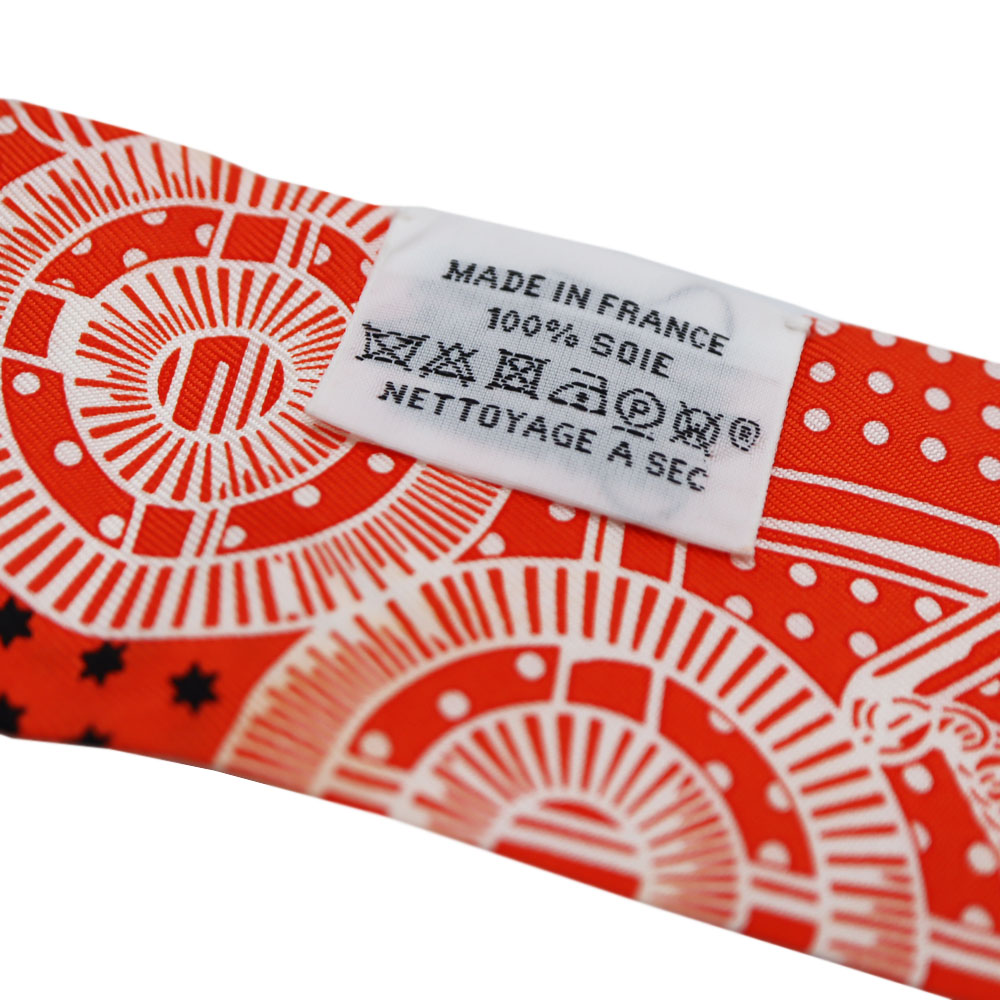 MADE IN FRANCE
100% SOIE
P ®
NETTOYAGE A SEC